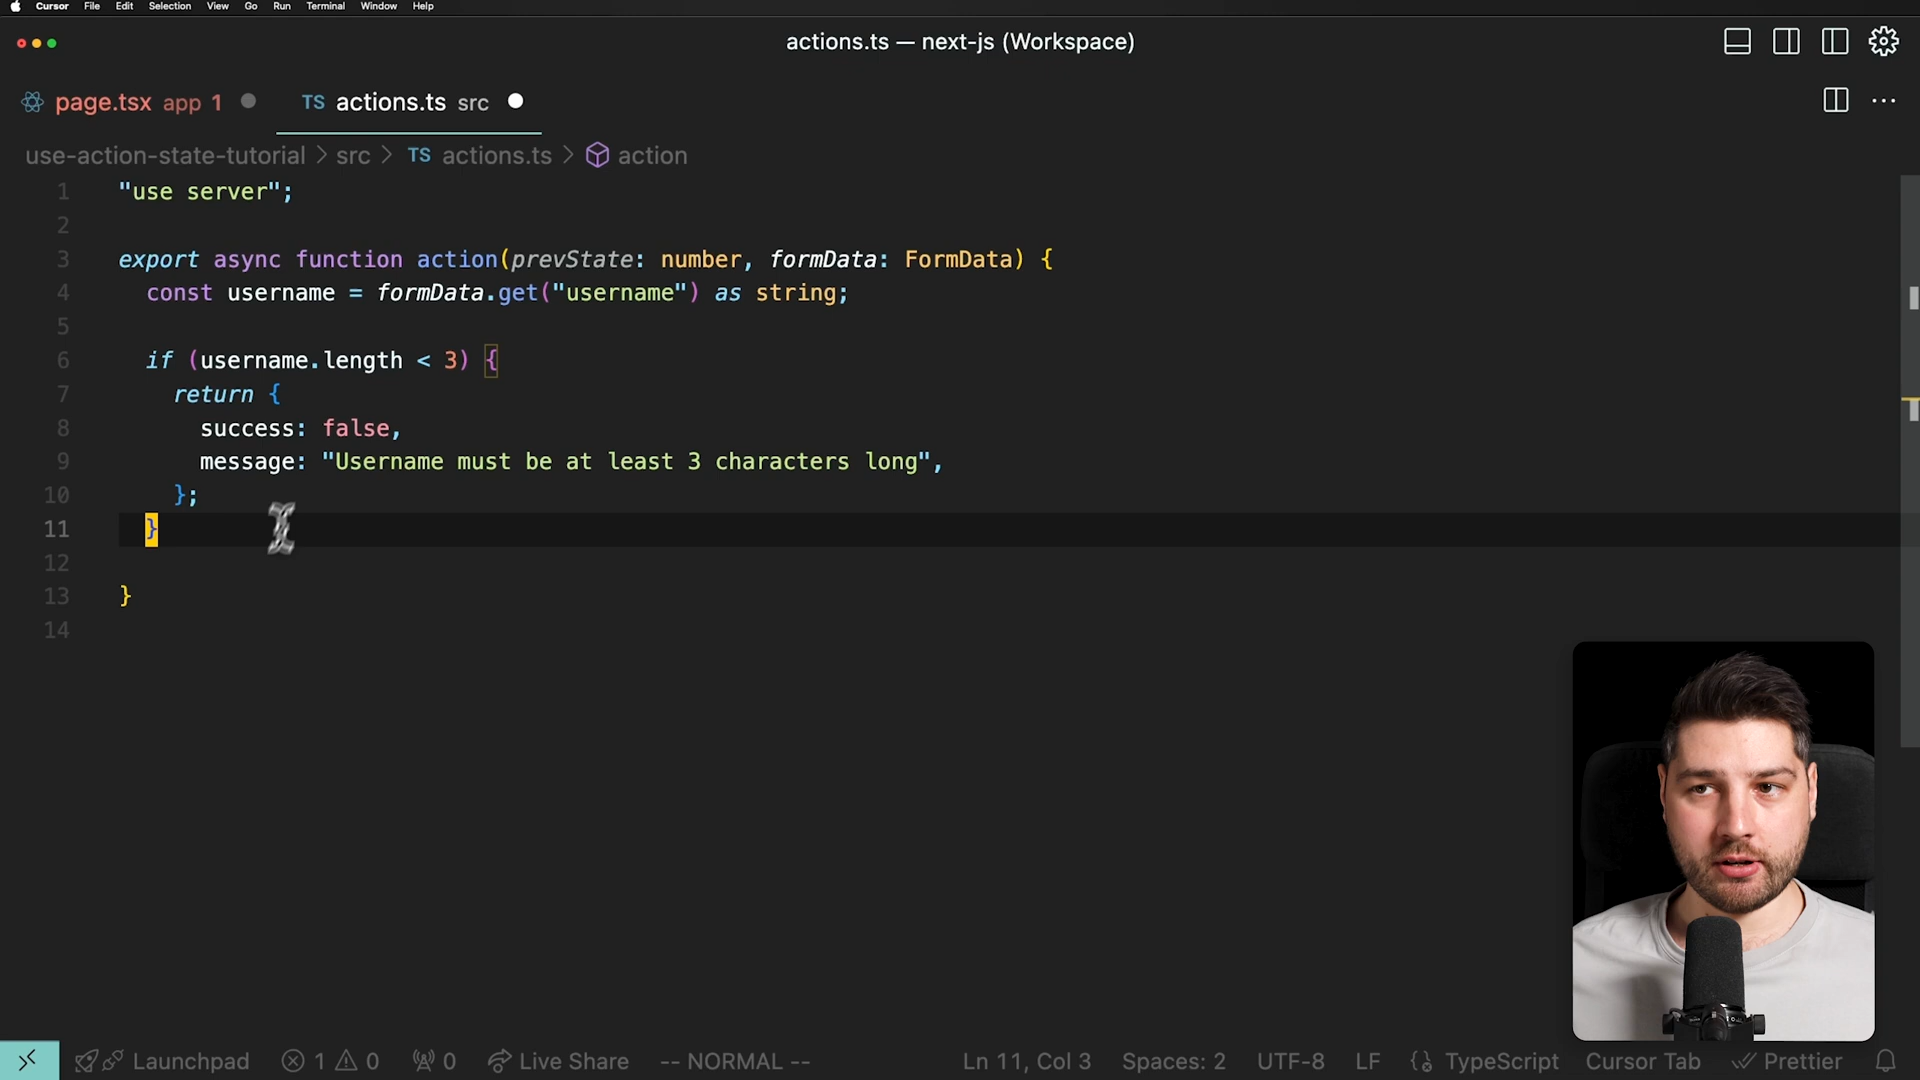 Cursor File Edit Selection View Go Run Terminal Window Help
actions.ts — next-js (Workspace)
page.tsx app 1 TS actions.ts src
use-action-state-tutorial > src > TS actions.ts > action
1 "use server";
2
3 export async function action(prevState: number, formData: FormData) {
4 const username = formData.get("username") as string;
5
6 if (username.length < 3) {
7 return {
8 success: false,
9 message: "Username must be at least 3 characters long",
10 };
11 }
12
13 }
14
Launchpad 1 0 0 Live Share -- NORMAL -- Ln 11, Col 3 Spaces: 2 UTF-8 LF {} TypeScript Cursor Tab Prettier